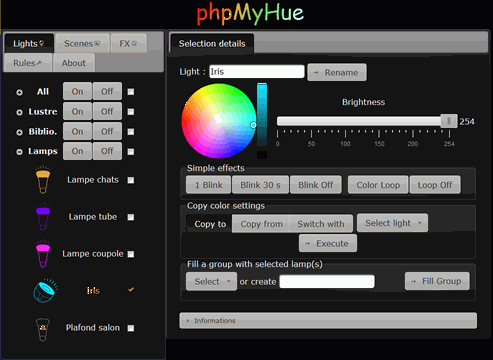 phpMyHue
Lights Scenes FX
Rules About
All On Off
Lustre On Off
Biblio. On Off
Lamps On Off
Lampe chats
Lampe tube
Lampe coupole
Iris
Plafond salon
Selection details
Light : Iris Rename
Brightness
254
0 50 100 150 200 254
Simple effects
1 Blink Blink 30 s Blink Off Color Loop Loop Off
Copy color settings
Copy to Copy from Switch with Select light
Execute
Fill a group with selected lamp(s)
Select or create Fill Group
Informations